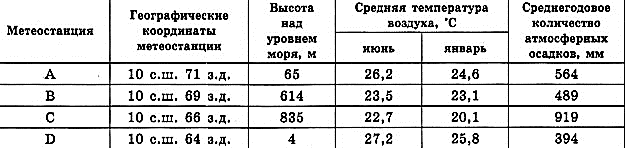 Метеостанция | Географические координаты метеостанции | Высота над уровнем моря, м | Средняя температура воздуха, °C | Среднегодовое количество атмосферных осадков, мм
июнь | январь
A | 10 с.ш. 71 з.д. | 65 | 26,2 | 24,6 | 564
B | 10 с.ш. 69 з.д. | 614 | 23,5 | 23,1 | 489
C | 10 с.ш. 66 з.д. | 835 | 22,7 | 20,1 | 919
D | 10 с.ш. 64 з.д. | 4 | 27,2 | 25,8 | 394